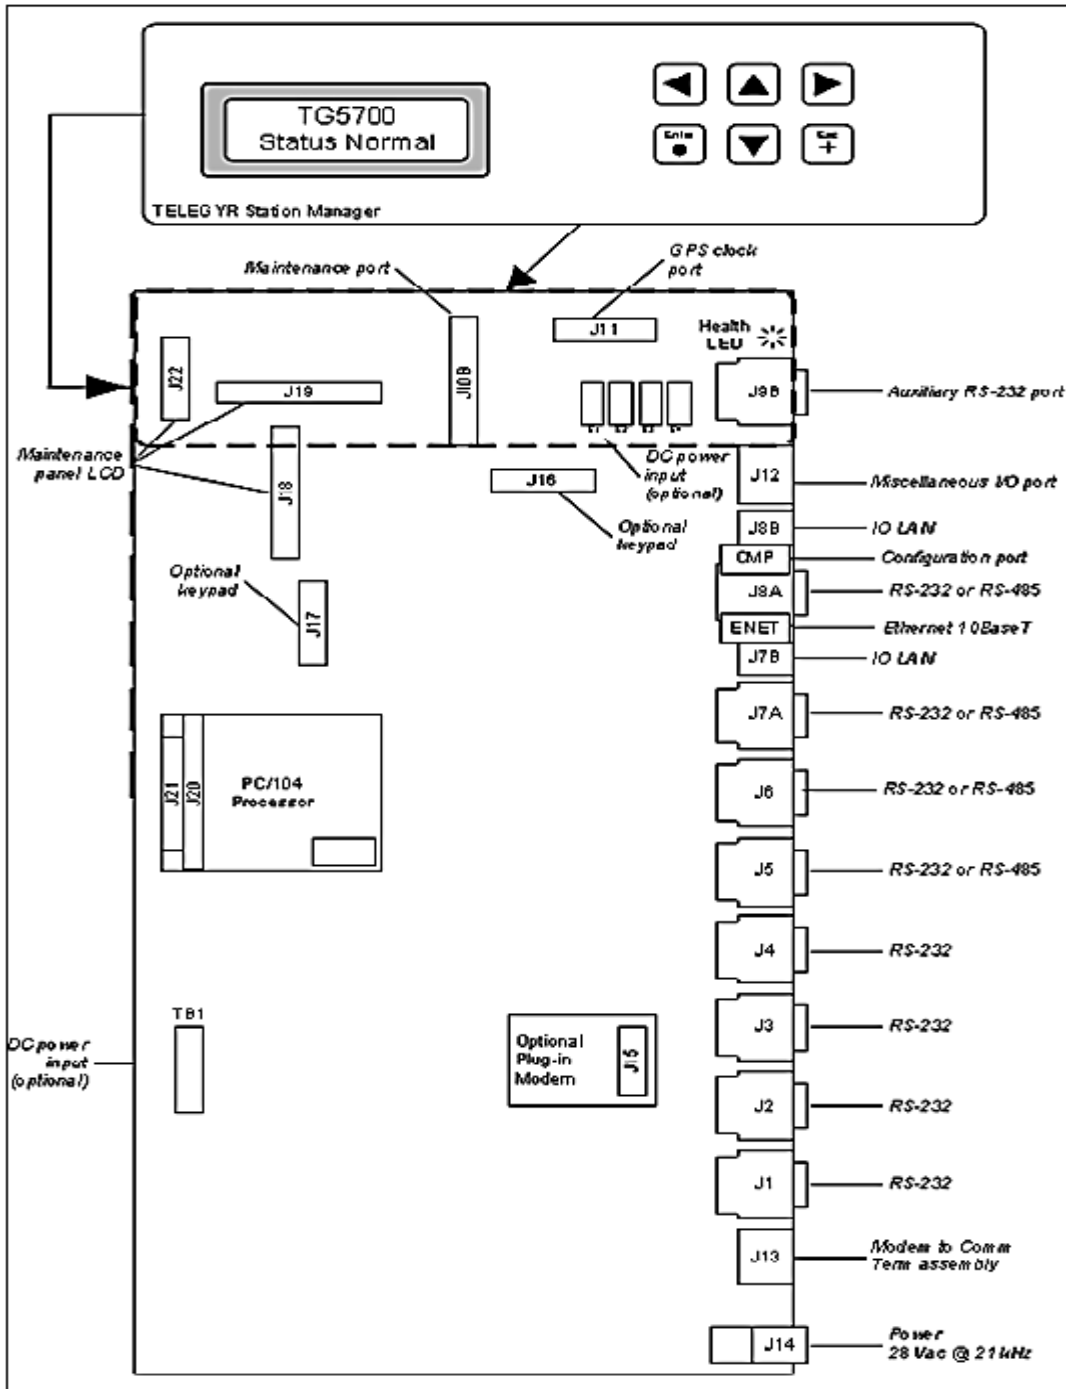 TG5700
Status Normal
Enter
Esc
TELEGYR Station Manager
Maintenance port
GPS clock
port
J11
Health
LED
J22
J19
J10B
J9B
Auxiliary RS-232 port
Maintenance
panel LCD
J18
J16
DC power
input
(optional)
J12
Miscellaneous I/O port
Optional
keypad
J8B
IO LAN
CMP
Configuration port
Optional
keypad
J17
J8A
RS-232 or RS-485
ENET
Ethernet 10BaseT
J7B
IO LAN
J7A
RS-232 or RS-485
J21
J20
PC/104
Processor
J6
RS-232 or RS-485
J5
RS-232 or RS-485
J4
RS-232
TB1
DC power
input
(optional)
Optional
Plug-in
Modem
J15
J3
RS-232
J2
RS-232
J1
RS-232
J13
Modem to Comm
Term assembly
J14
Power
28 Vac @ 21 kHz